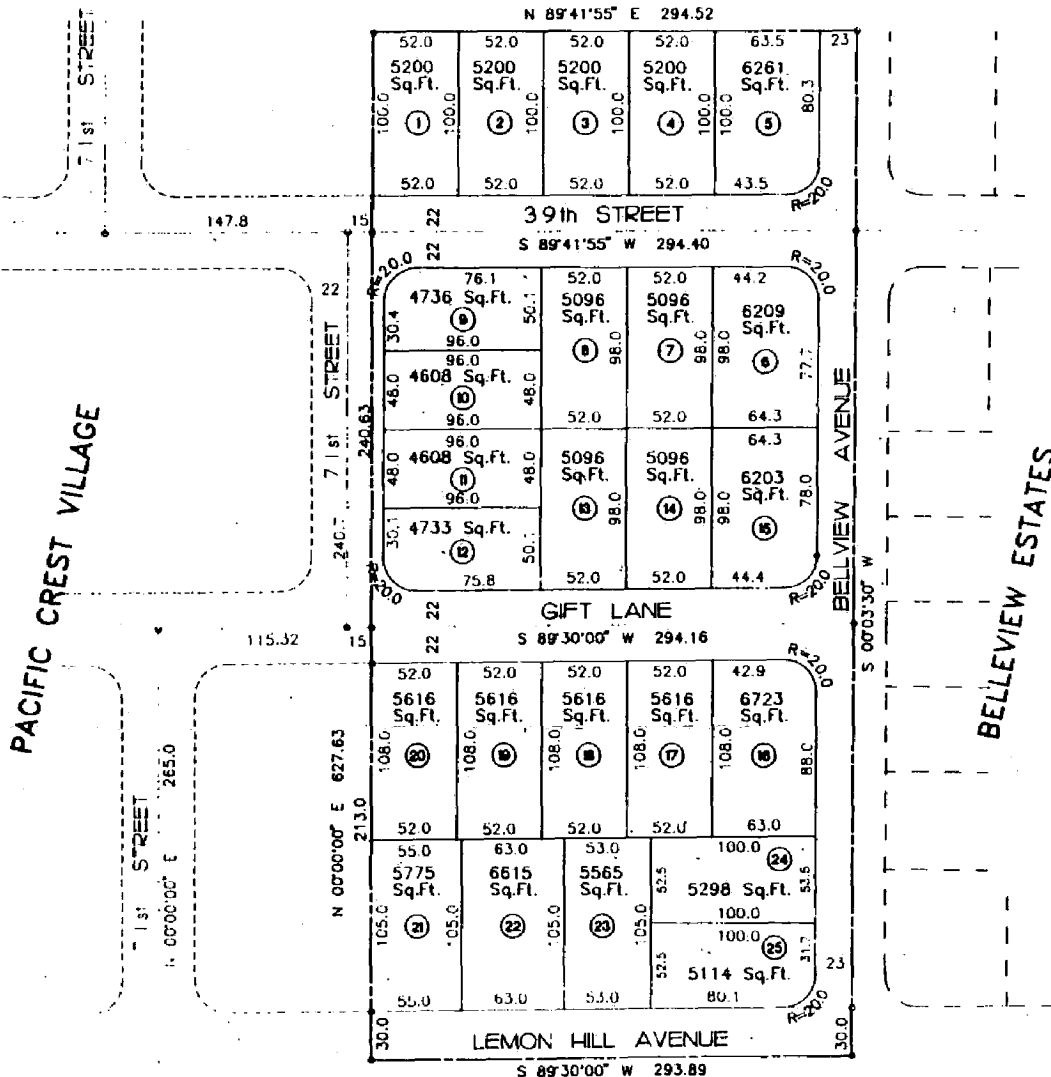 N 89°41'55" E 294.52
52.0 52.0 52.0 52.0 63.5 23
5200 Sq.Ft.
5200 Sq.Ft.
5200 Sq.Ft.
5200 Sq.Ft.
6261 Sq.Ft.
100.0 100.0 100.0 100.0 100.0 100.0 80.3
1 2 3 4 5
52.0 52.0 52.0 52.0 43.5
R=20.0
71st STREET
147.8 15 22
39th STREET
22
S 89°41'55" W 294.40
R=20.0
76.1 52.0 52.0 44.2
R=20.0
22
4736 Sq.Ft.
9
30.4 50.1
96.0
5096 Sq.Ft.
8
98.0
5096 Sq.Ft.
7
98.0
98.0
6209 Sq.Ft.
6
77.7
96.0
4608 Sq.Ft.
10
48.0 48.0
96.0
52.0 52.0 64.3
71st STREET
240.63
96.0
4608 Sq.Ft.
11
48.0 48.0
96.0
5096 Sq.Ft.
13
98.0
5096 Sq.Ft.
14
98.0
98.0
64.3
6203 Sq.Ft.
15
78.0
4733 Sq.Ft.
12
30.1 50.1
75.8 52.0 52.0 44.4
R=20.0
BELLVIEW AVENUE
S 00°03'30" W
PACIFIC CREST VILLAGE
BELLEVIEW ESTATES
115.32 15 22
GIFT LANE
22
S 89°30'00" W 294.16
R=20.0
52.0 52.0 52.0 52.0 42.9
5616 Sq.Ft.
5616 Sq.Ft.
5616 Sq.Ft.
5616 Sq.Ft.
6723 Sq.Ft.
108.0 108.0 108.0 108.0 108.0 88.0
20 19 18 17 16
52.0 52.0 52.0 52.0 63.0
N 00°00'00" E 627.63
213.0
STREET
N 00°00'00" E 265.0
55.0 63.0 53.0 100.0
5775 Sq.Ft.
6615 Sq.Ft.
5565 Sq.Ft.
24
5298 Sq.Ft.
52.5 53.5
100.0
105.0 105.0 105.0 105.0
21 22 23
100.0
25
5114 Sq.Ft.
52.5 31.7
23
55.0 63.0 53.0 80.1
R=20.0
30.0
LEMON HILL AVENUE
30.0
S 89°30'00" W 293.89